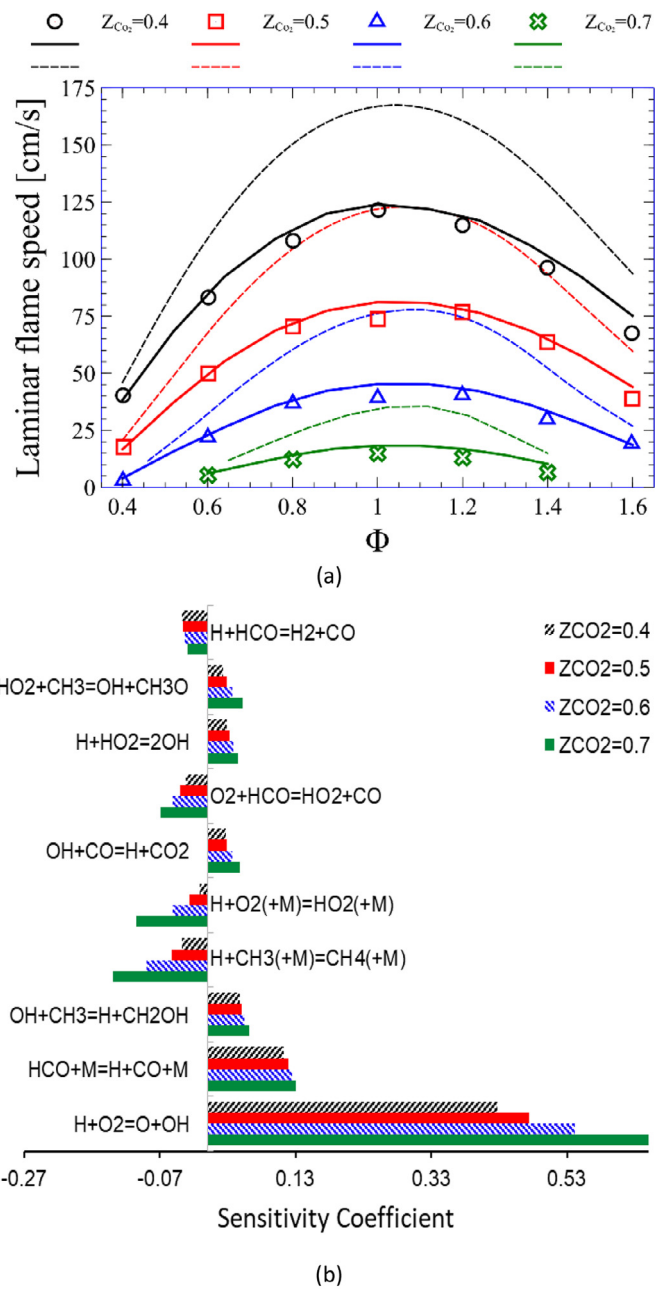 Z_CO₂=0.4 Z_CO₂=0.5 Z_CO₂=0.6 Z_CO₂=0.7
Laminar flame speed [cm/s]
175
150
125
100
75
50
25
0
0.4 0.6 0.8 1 1.2 1.4 1.6
Φ
(a)
H+HCO=H2+CO
HO2+CH3=OH+CH3O
H+HO2=2OH
O2+HCO=HO2+CO
OH+CO=H+CO2
H+O2(+M)=HO2(+M)
H+CH3(+M)=CH4(+M)
OH+CH3=H+CH2OH
HCO+M=H+CO+M
H+O2=O+OH
ZCO2=0.4
ZCO2=0.5
ZCO2=0.6
ZCO2=0.7
-0.27 -0.07 0.13 0.33 0.53
Sensitivity Coefficient
(b)